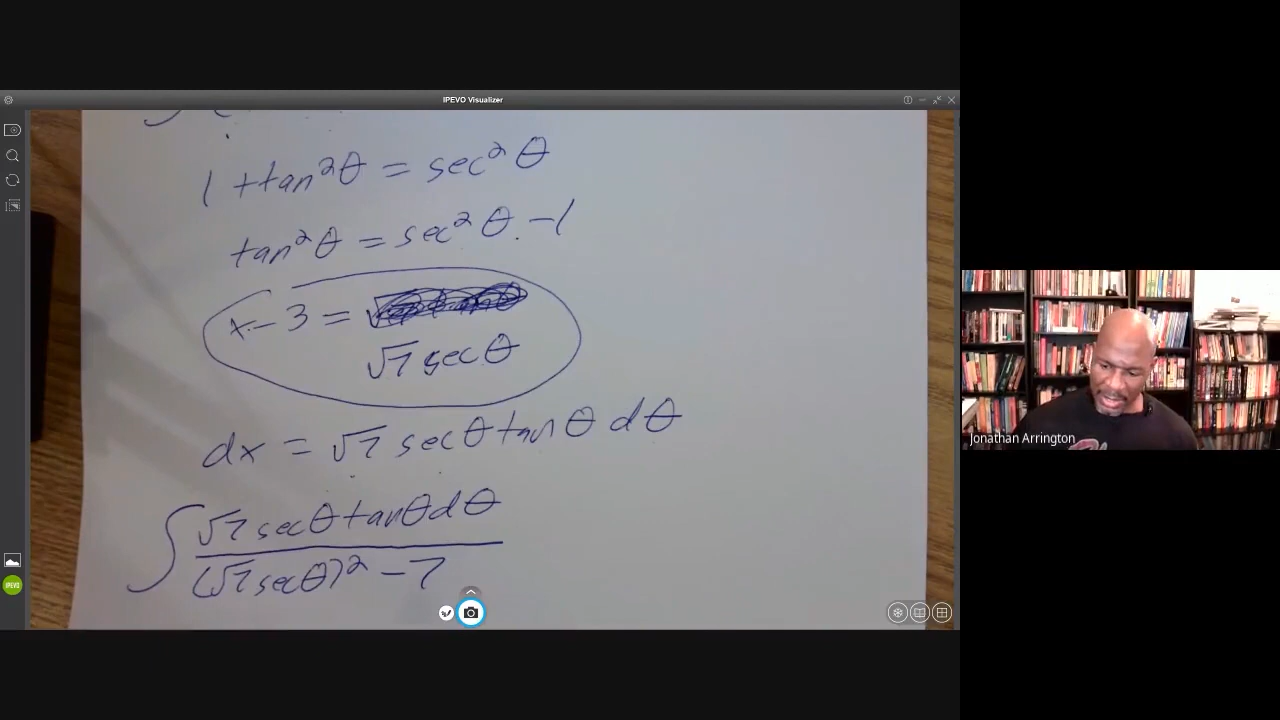 IPEVO Visualizer
1 + tan²θ = sec²θ
tan²θ = sec²θ - 1
x - 3 =
√7 secθ
dx = √7 secθ tanθ dθ
∫ √7 secθ tanθ dθ
(√7 secθ)² - 7
IPEVO
Jonathan Arrington